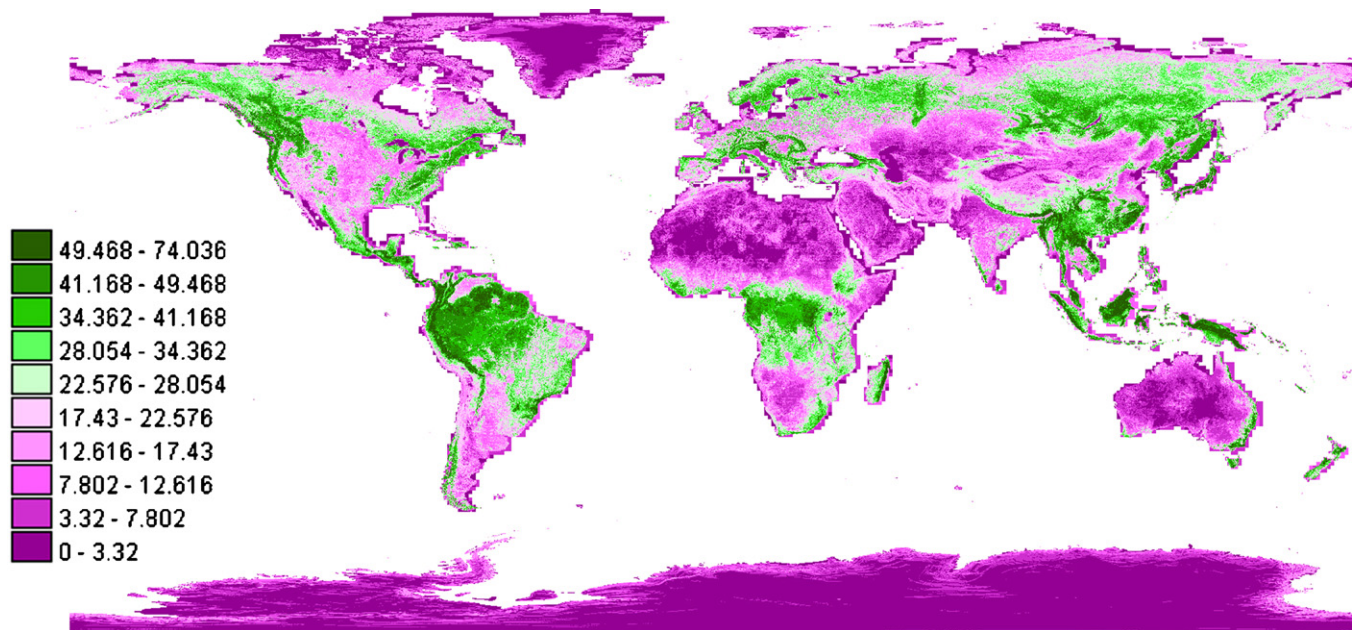 49.468 - 74.036
41.168 - 49.468
34.362 - 41.168
28.054 - 34.362
22.576 - 28.054
17.43 - 22.576
12.616 - 17.43
7.802 - 12.616
3.32 - 7.802
0 - 3.32